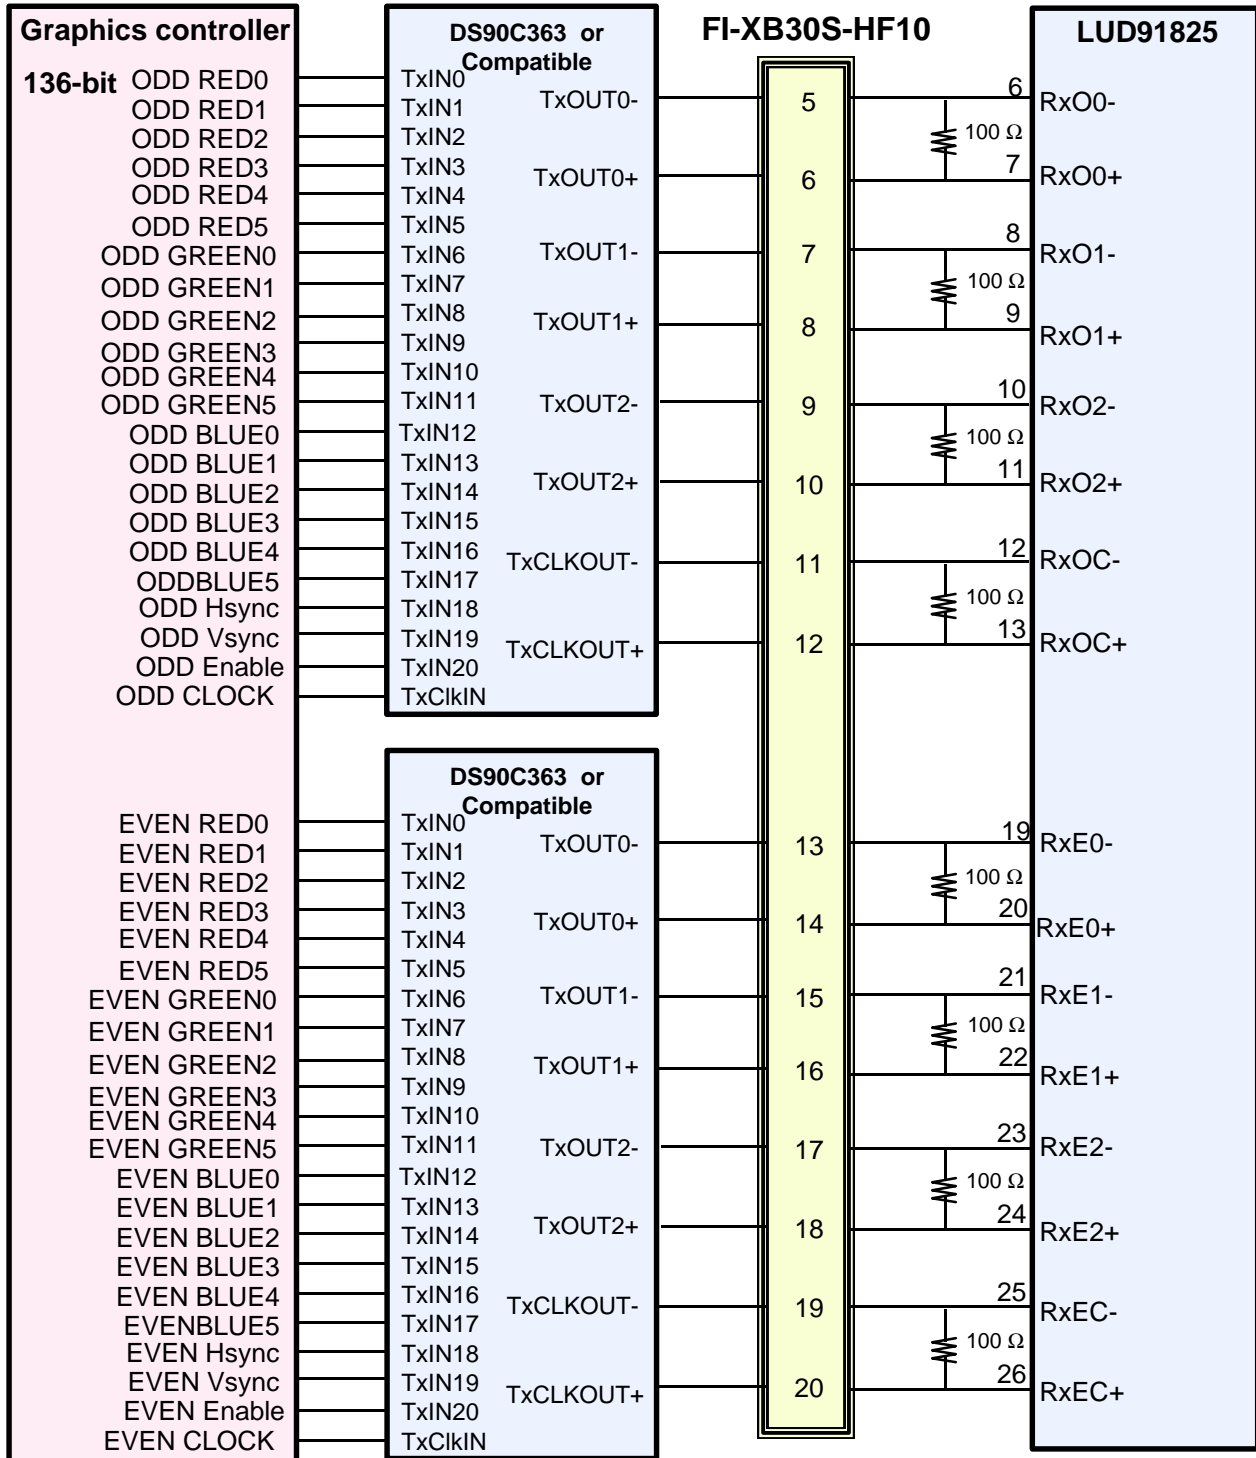 Graphics controller
136-bit
ODD RED0
ODD RED1
ODD RED2
ODD RED3
ODD RED4
ODD RED5
ODD GREEN0
ODD GREEN1
ODD GREEN2
ODD GREEN3
ODD GREEN4
ODD GREEN5
ODD BLUE0
ODD BLUE1
ODD BLUE2
ODD BLUE3
ODD BLUE4
ODDBLUE5
ODD Hsync
ODD Vsync
ODD Enable
ODD CLOCK
EVEN RED0
EVEN RED1
EVEN RED2
EVEN RED3
EVEN RED4
EVEN RED5
EVEN GREEN0
EVEN GREEN1
EVEN GREEN2
EVEN GREEN3
EVEN GREEN4
EVEN GREEN5
EVEN BLUE0
EVEN BLUE1
EVEN BLUE2
EVEN BLUE3
EVEN BLUE4
EVENBLUE5
EVEN Hsync
EVEN Vsync
EVEN Enable
EVEN CLOCK
DS90C363 or
Compatible
TxIN0
TxIN1
TxIN2
TxIN3
TxIN4
TxIN5
TxIN6
TxIN7
TxIN8
TxIN9
TxIN10
TxIN11
TxIN12
TxIN13
TxIN14
TxIN15
TxIN16
TxIN17
TxIN18
TxIN19
TxIN20
TxClkIN
TxOUT0-
TxOUT0+
TxOUT1-
TxOUT1+
TxOUT2-
TxOUT2+
TxCLKOUT-
TxCLKOUT+
DS90C363 or
Compatible
TxIN0
TxIN1
TxIN2
TxIN3
TxIN4
TxIN5
TxIN6
TxIN7
TxIN8
TxIN9
TxIN10
TxIN11
TxIN12
TxIN13
TxIN14
TxIN15
TxIN16
TxIN17
TxIN18
TxIN19
TxIN20
TxClkIN
TxOUT0-
TxOUT0+
TxOUT1-
TxOUT1+
TxOUT2-
TxOUT2+
TxCLKOUT-
TxCLKOUT+
FI-XB30S-HF10
5
6
7
8
9
10
11
12
13
14
15
16
17
18
19
20
6
100 Ω
7
8
100 Ω
9
10
100 Ω
11
12
100 Ω
13
19
100 Ω
20
21
100 Ω
22
23
100 Ω
24
25
100 Ω
26
LUD91825
RxO0-
RxO0+
RxO1-
RxO1+
RxO2-
RxO2+
RxOC-
RxOC+
RxE0-
RxE0+
RxE1-
RxE1+
RxE2-
RxE2+
RxEC-
RxEC+